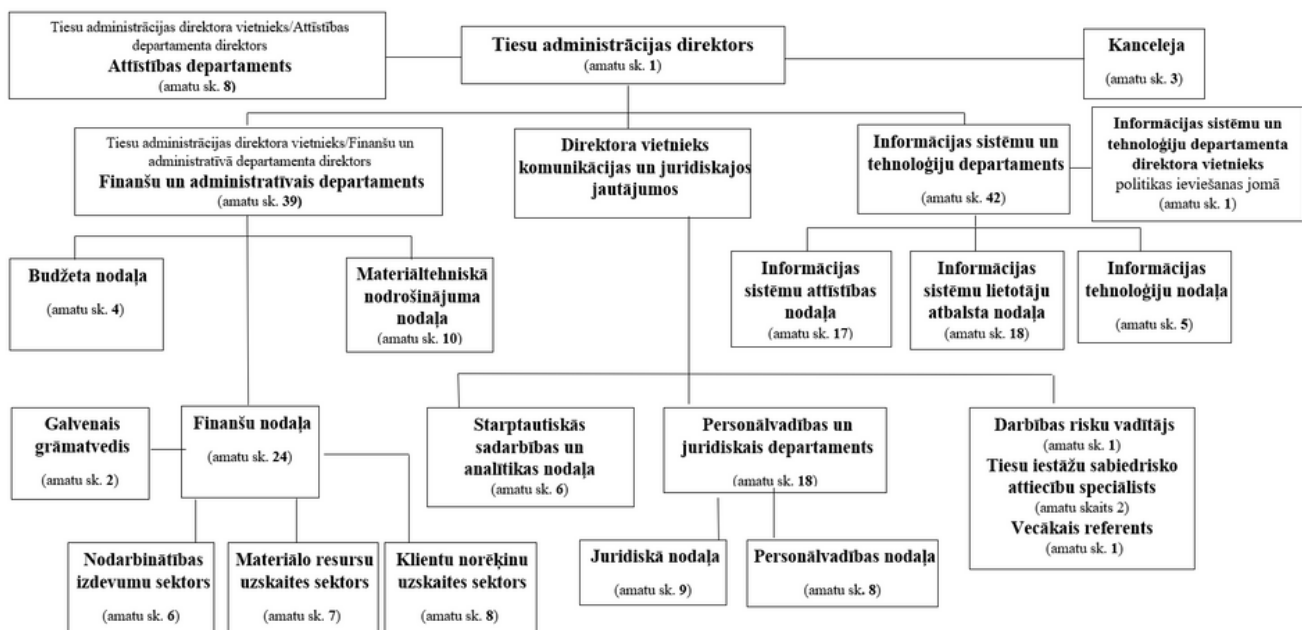 Tiesu administrācijas direktora vietnieks/Attīstības
departamenta direktors
Attīstības departaments
(amatu sk. 8)
Tiesu administrācijas direktors
(amatu sk. 1)
Kanceleja
(amatu sk. 3)
Tiesu administrācijas direktora vietnieks/Finanšu un
administratīvā departamenta direktors
Finanšu un administratīvais departaments
(amatu sk. 39)
Direktora vietnieks
komunikācijas un juridiskajos
jautājumos
Informācijas sistēmu un
tehnoloģiju departaments
(amatu sk. 42)
Informācijas sistēmu un
tehnoloģiju departamenta
direktora vietnieks
politikas ieviešanas jomā
(amatu sk. 1)
Budžeta nodaļa
(amatu sk. 4)
Materiāltehniskā
nodrošinājuma
nodaļa
(amatu sk. 10)
Informācijas
sistēmu attīstības
nodaļa
(amatu sk. 17)
Informācijas
sistēmu lietotāju
atbalsta nodaļa
(amatu sk. 18)
Informācijas
tehnoloģiju nodaļa
(amatu sk. 5)
Galvenais
grāmatvedis
(amatu sk. 2)
Finanšu nodaļa
(amatu sk. 24)
Starptautiskās
sadarbības un
analītikas nodaļa
(amatu sk. 6)
Personālvadības un
juridiskais departaments
(amatu sk. 18)
Darbības risku vadītājs
(amatu sk. 1)
Tiesu iestāžu sabiedrisko
attiecību speciālists
(amatu skaits 2)
Vecākais referents
(amatu sk. 1)
Nodarbinātības
izdevumu sektors
(amatu sk. 6)
Materiālo resursu
uzskaites sektors
(amatu sk. 7)
Klientu norēķinu
uzskaites sektors
(amatu sk. 8)
Juridiskā nodaļa
(amatu sk. 9)
Personālvadības nodaļa
(amatu sk. 8)